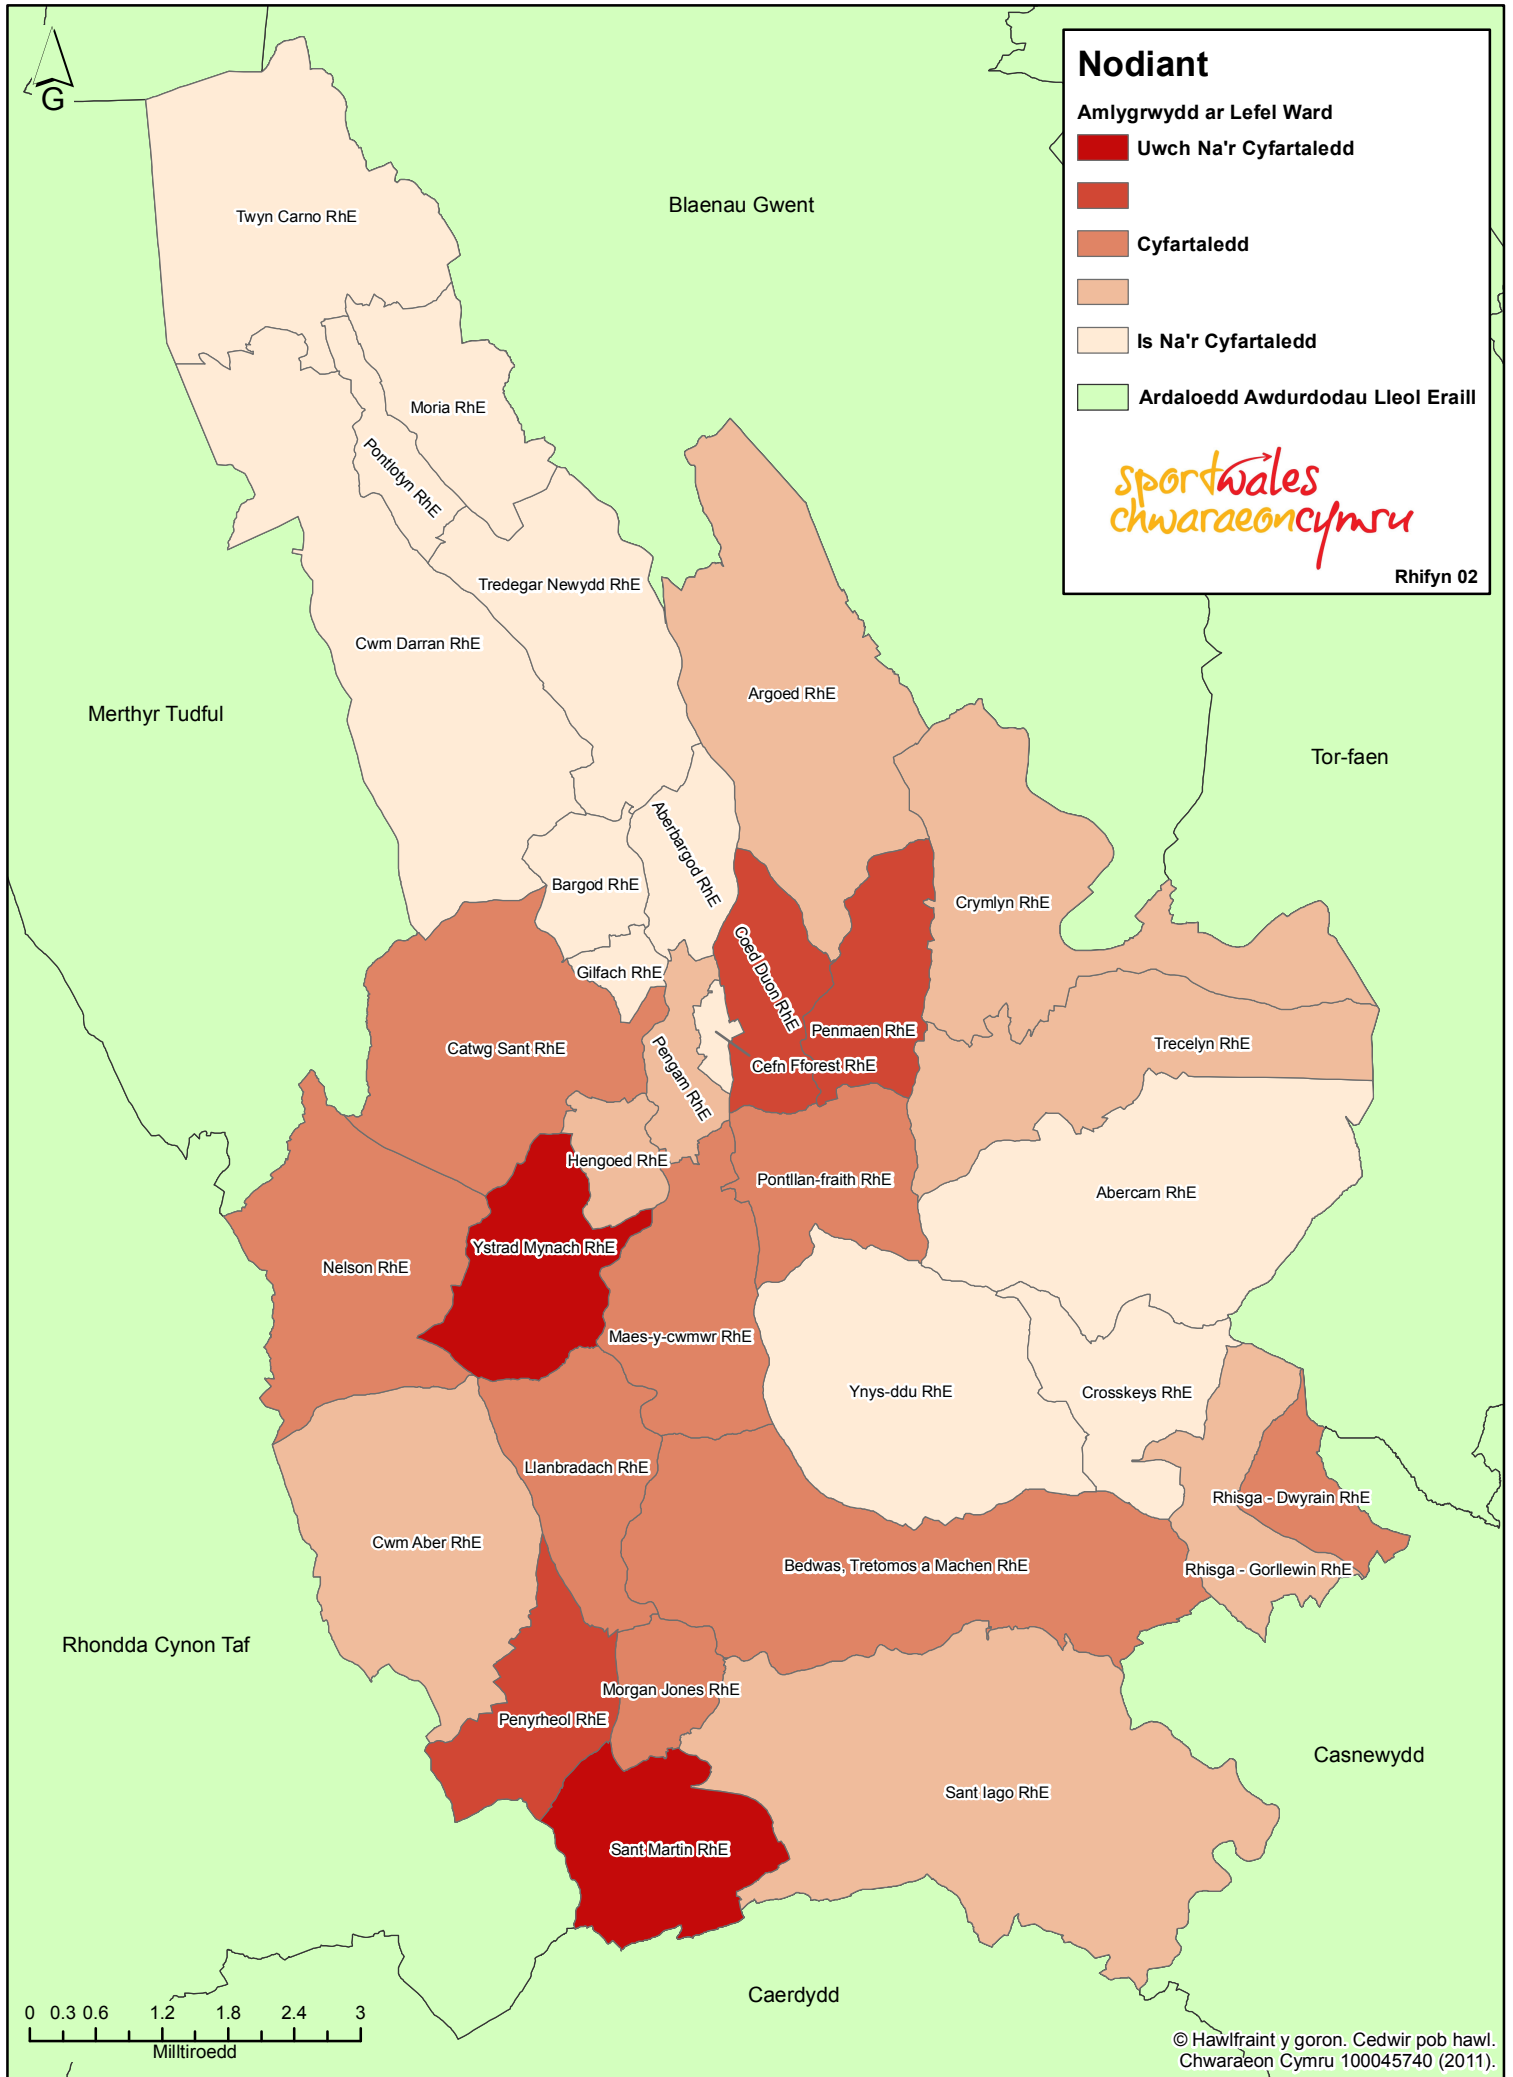 G
Nodiant
Amlygrwydd ar Lefel Ward
Uwch Na'r Cyfartaledd
Cyfartaledd
Is Na'r Cyfartaledd
Ardaloedd Awdurdodau Lleol Eraill
sportwales
chwaraeoncymru
Rhifyn 02
Twyn Carno RhE
Blaenau Gwent
Moria RhE
Pontlotyn RhE
Tredegar Newydd RhE
Cwm Darran RhE
Argoed RhE
Merthyr Tudful
Tor-faen
Aberbargod RhE
Bargod RhE
Crymlyn RhE
Coed Duon RhE
Gilfach RhE
Penmaen RhE
Trecelyn RhE
Catwg Sant RhE
Cefn Fforest RhE
Pengam RhE
Hengoed RhE
Pontllan-fraith RhE
Abercarn RhE
Ystrad Mynach RhE
Nelson RhE
Maes-y-cwmwr RhE
Ynys-ddu RhE
Crosskeys RhE
Llanbradach RhE
Rhisga - Dwyrain RhE
Cwm Aber RhE
Bedwas, Tretomos a Machen RhE
Rhisga - Gorllewin RhE
Rhondda Cynon Taf
Morgan Jones RhE
Penyrheol RhE
Casnewydd
Sant Iago RhE
Sant Martin RhE
Caerdydd
0 0.3 0.6 1.2 1.8 2.4 3
Milltiroedd
© Hawlfraint y goron. Cedwir pob hawl.
Chwaraeon Cymru 100045740 (2011).